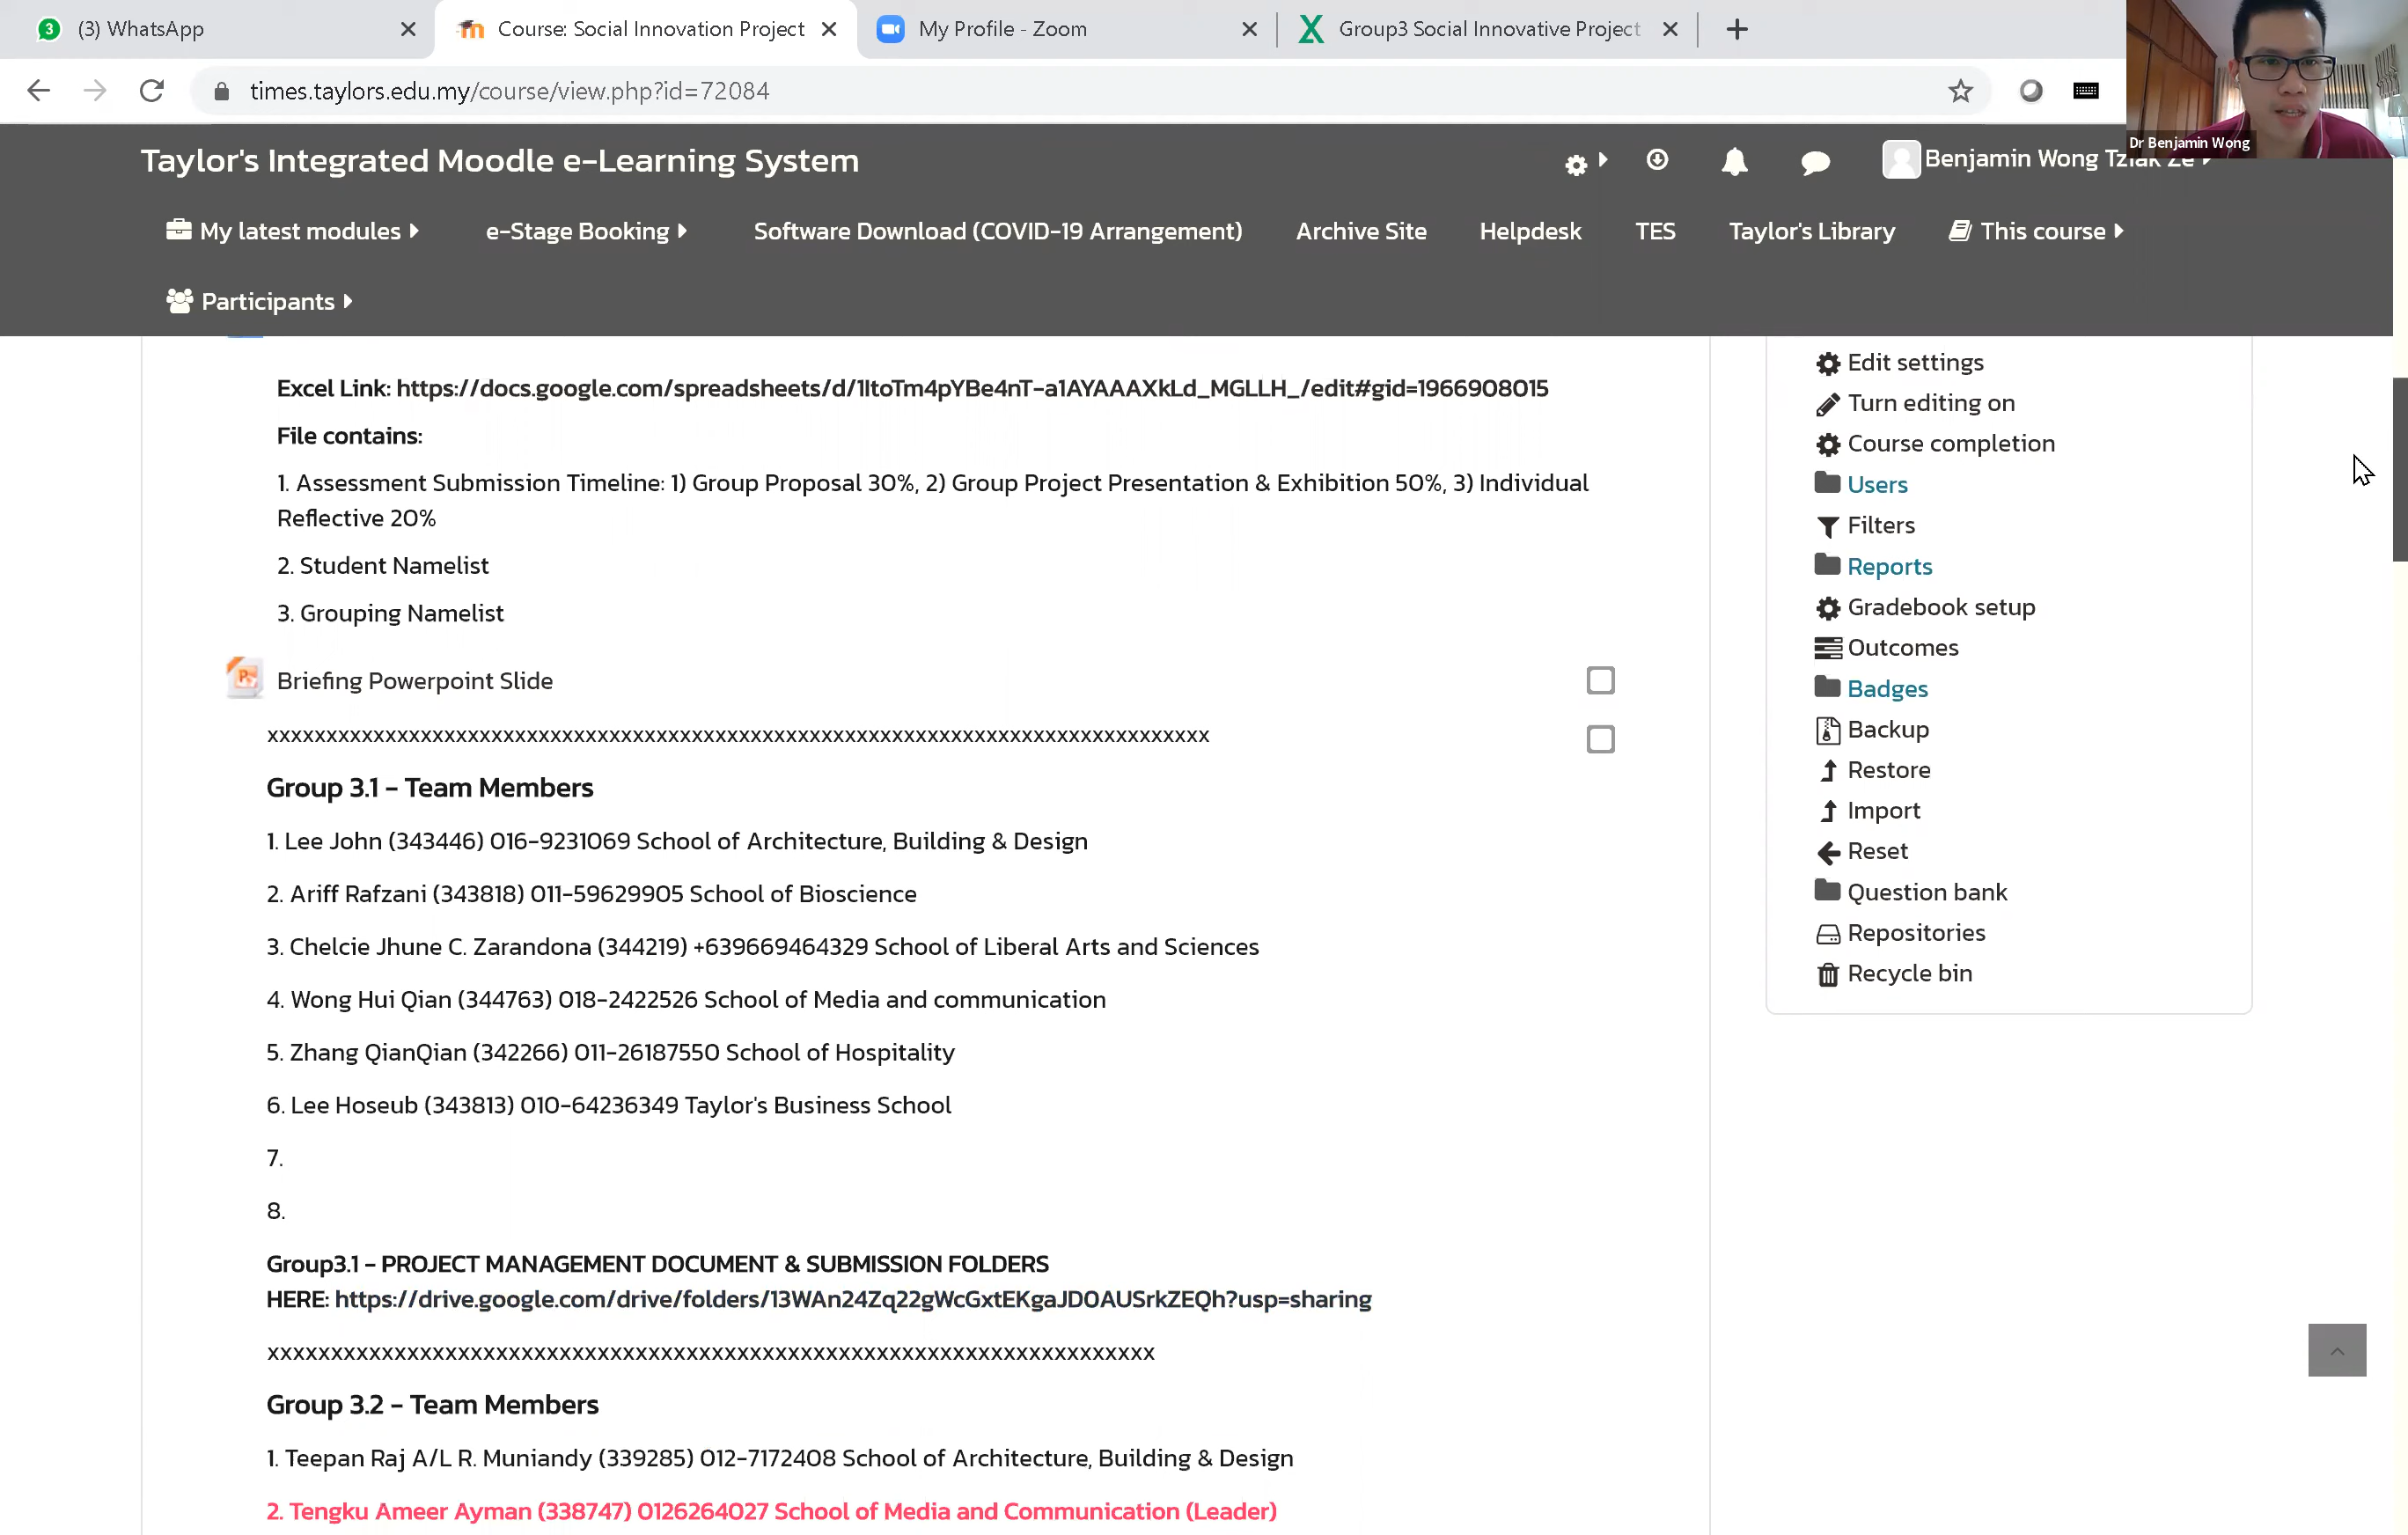 (3) WhatsApp
Course: Social Innovation Project
My Profile - Zoom
Group3 Social Innovative Project
times.taylors.edu.my/course/view.php?id=72084
Dr Benjamin Wong
Taylor's Integrated Moodle e-Learning System
Benjamin Wong Tziak Ze
My latest modules
e-Stage Booking
Software Download (COVID-19 Arrangement)
Archive Site
Helpdesk
TES
Taylor's Library
This course
Participants
Excel Link: https://docs.google.com/spreadsheets/d/1ItoTm4pYBe4nT-a1AYAAAXkLd_MGLLH_/edit#gid=1966908015
File contains:
1. Assessment Submission Timeline: 1) Group Proposal 30%, 2) Group Project Presentation & Exhibition 50%, 3) Individual
Reflective 20%
2. Student Namelist
3. Grouping Namelist
Briefing Powerpoint Slide
xxxxxxxxxxxxxxxxxxxxxxxxxxxxxxxxxxxxxxxxxxxxxxxxxxxxxxxxxxxxxxxxxxxxxxxxxxxxxxxx
Group 3.1 - Team Members
1. Lee John (343446) 016-9231069 School of Architecture, Building & Design
2. Ariff Rafzani (343818) 011-59629905 School of Bioscience
3. Chelcie Jhune C. Zarandona (344219) +639669464329 School of Liberal Arts and Sciences
4. Wong Hui Qian (344763) 018-2422526 School of Media and communication
5. Zhang QianQian (342266) 011-26187550 School of Hospitality
6. Lee Hoseub (343813) 010-64236349 Taylor's Business School
7.
8.
Group3.1 - PROJECT MANAGEMENT DOCUMENT & SUBMISSION FOLDERS
HERE: https://drive.google.com/drive/folders/13WAn24Zq22gWcGxtEKgaJD0AUSrkZEQh?usp=sharing
xxxxxxxxxxxxxxxxxxxxxxxxxxxxxxxxxxxxxxxxxxxxxxxxxxxxxxxxxxxxxxxxxxxxxx
Group 3.2 - Team Members
1. Teepan Raj A/L R. Muniandy (339285) 012-7172408 School of Architecture, Building & Design
2. Tengku Ameer Ayman (338747) 0126264027 School of Media and Communication (Leader)
Edit settings
Turn editing on
Course completion
Users
Filters
Reports
Gradebook setup
Outcomes
Badges
Backup
Restore
Import
Reset
Question bank
Repositories
Recycle bin